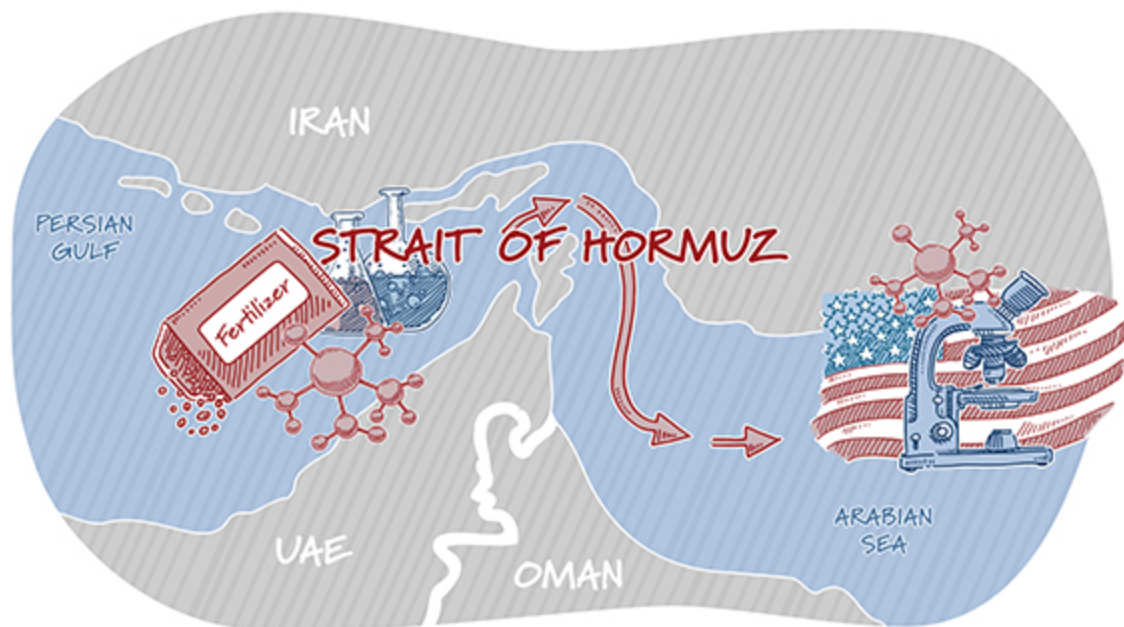 IRAN
PERSIAN
GULF
STRAIT OF HORMUZ
Fertilizer
ARABIAN
SEA
UAE
OMAN